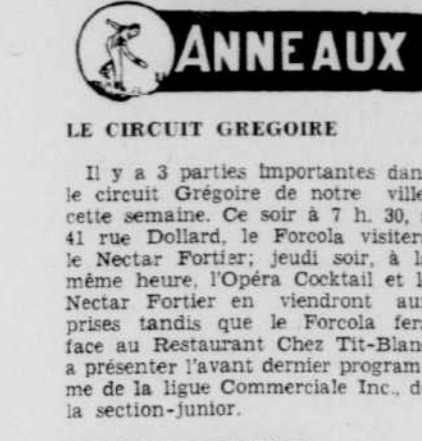 ANNEAUX
LE CIRCUIT GREGOIRE
Il y a 3 parties importantes dan
le circuit Grégoire de notre ville
cette semaine. Ce soir à 7 h. 30,
41 rue Dollard, le Forcola visiter
le Nectar Fortier; jeudi soir, à l
même heure, l'Opéra Cocktail et l
Nectar Fortier en viendront au
prises tandis que le Forcola fer
face au Restaurant Chez Tit-Blan
a présenter l'avant dernier program
me de la ligue Commerciale Inc., d
la section-junior.